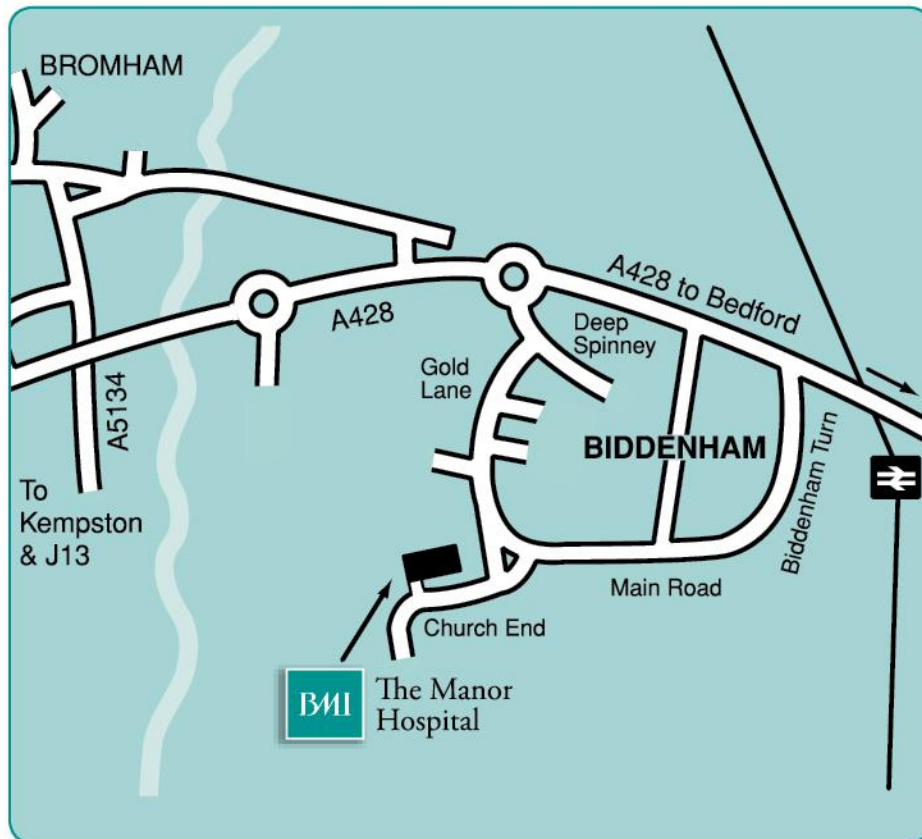 BROMHAM
A428 to Bedford
A428
Deep
Spinney
Gold
Lane
A5134
BIDDENHAM
Biddenham Turn
To
Kempston
& J13
Main Road
Church End
BMI
The Manor
Hospital